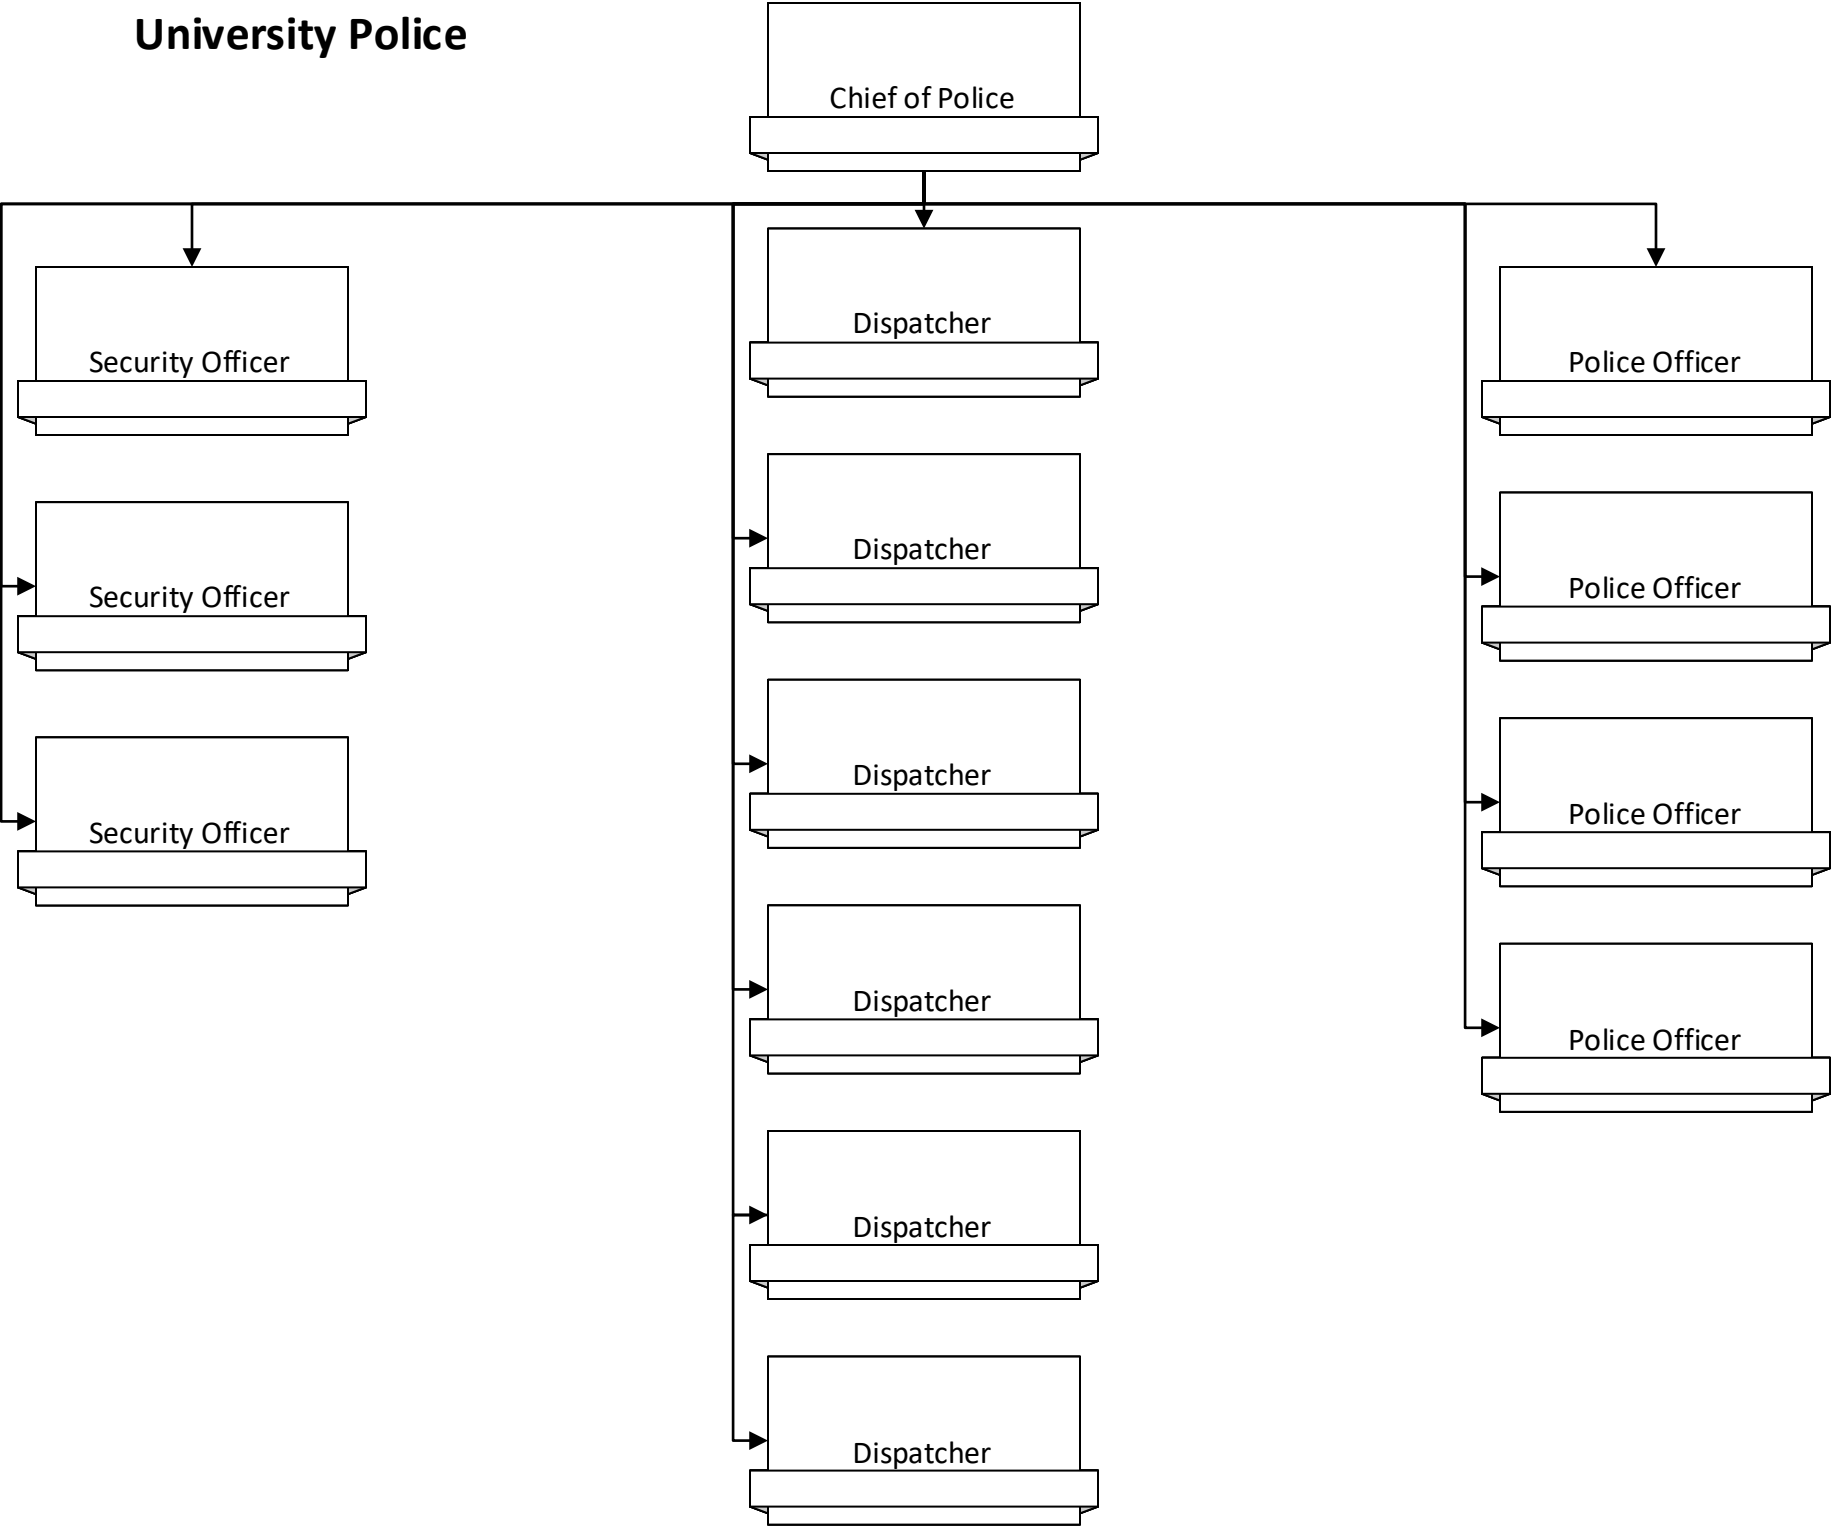 University Police
Chief of Police
Security Officer
Security Officer
Security Officer
Dispatcher
Dispatcher
Dispatcher
Dispatcher
Dispatcher
Dispatcher
Police Officer
Police Officer
Police Officer
Police Officer